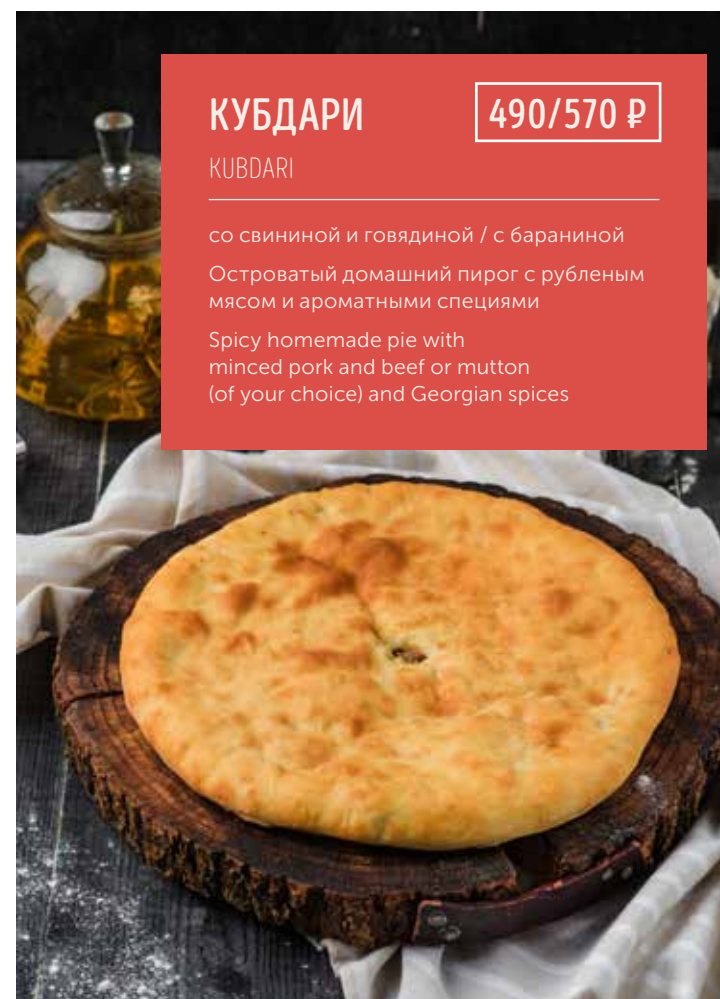 КУБДАРИ 490/570 ₽
KUBDARI
со свининой и говядиной / с бараниной
Островатый домашний пирог с рубленым
мясом и ароматными специями
Spicy homemade pie with
minced pork and beef or mutton
(of your choice) and Georgian spices